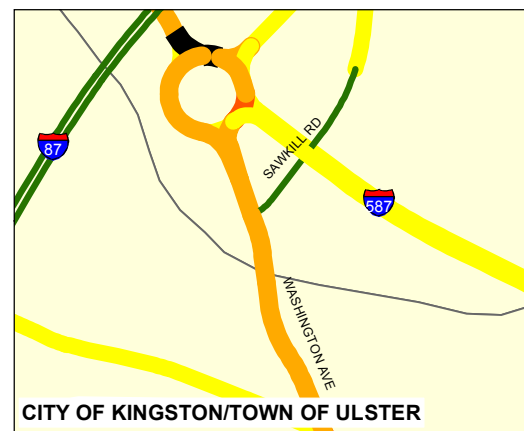 87
SAWKILL RD
587
WASHINGTON AVE
CITY OF KINGSTON/TOWN OF ULSTER